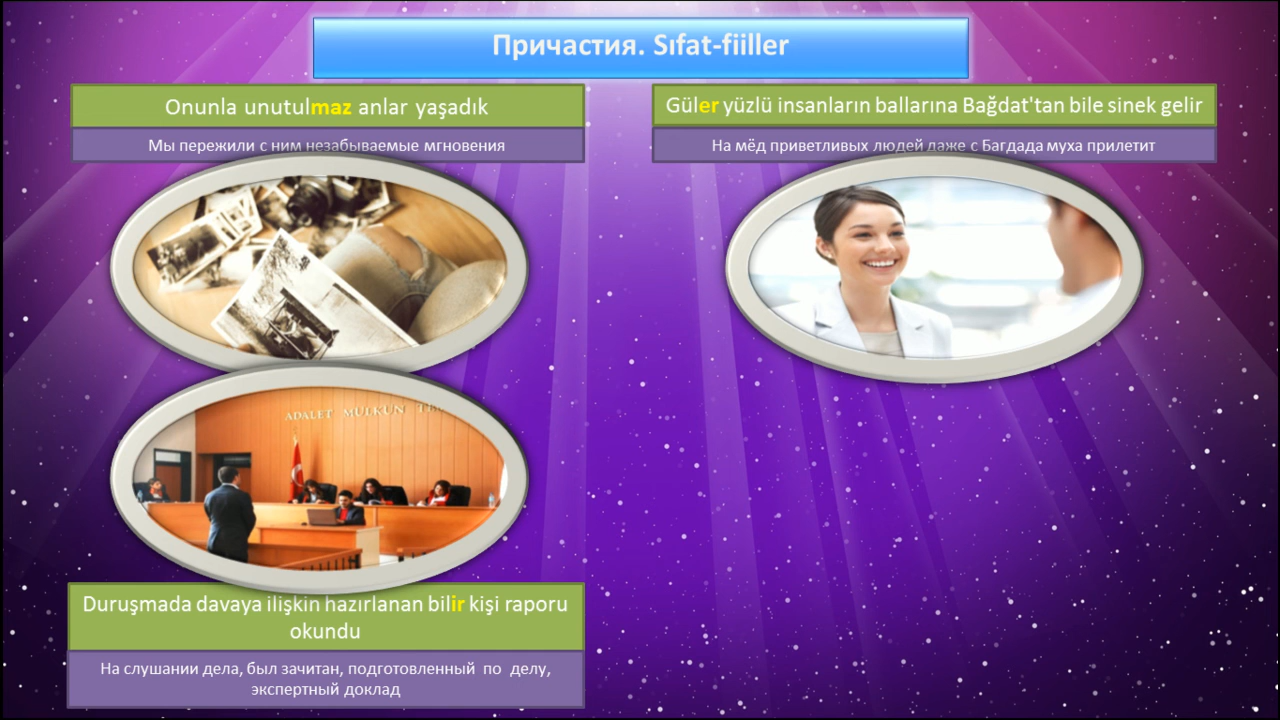 Причастия. Sıfat-fiiller
Onunla unutulmaz anlar yaşadık
Мы пережили с ним незабываемые мгновения
Güler yüzlü insanların ballarına Bağdat'tan bile sinek gelir
На мёд приветливых людей даже с Багдада муха прилетит
ADALET MÜLKÜN
Duruşmada davaya ilişkin hazırlanan bilir kişi raporu
okundu
На слушании дела, был зачитан, подготовленный по делу,
экспертный доклад